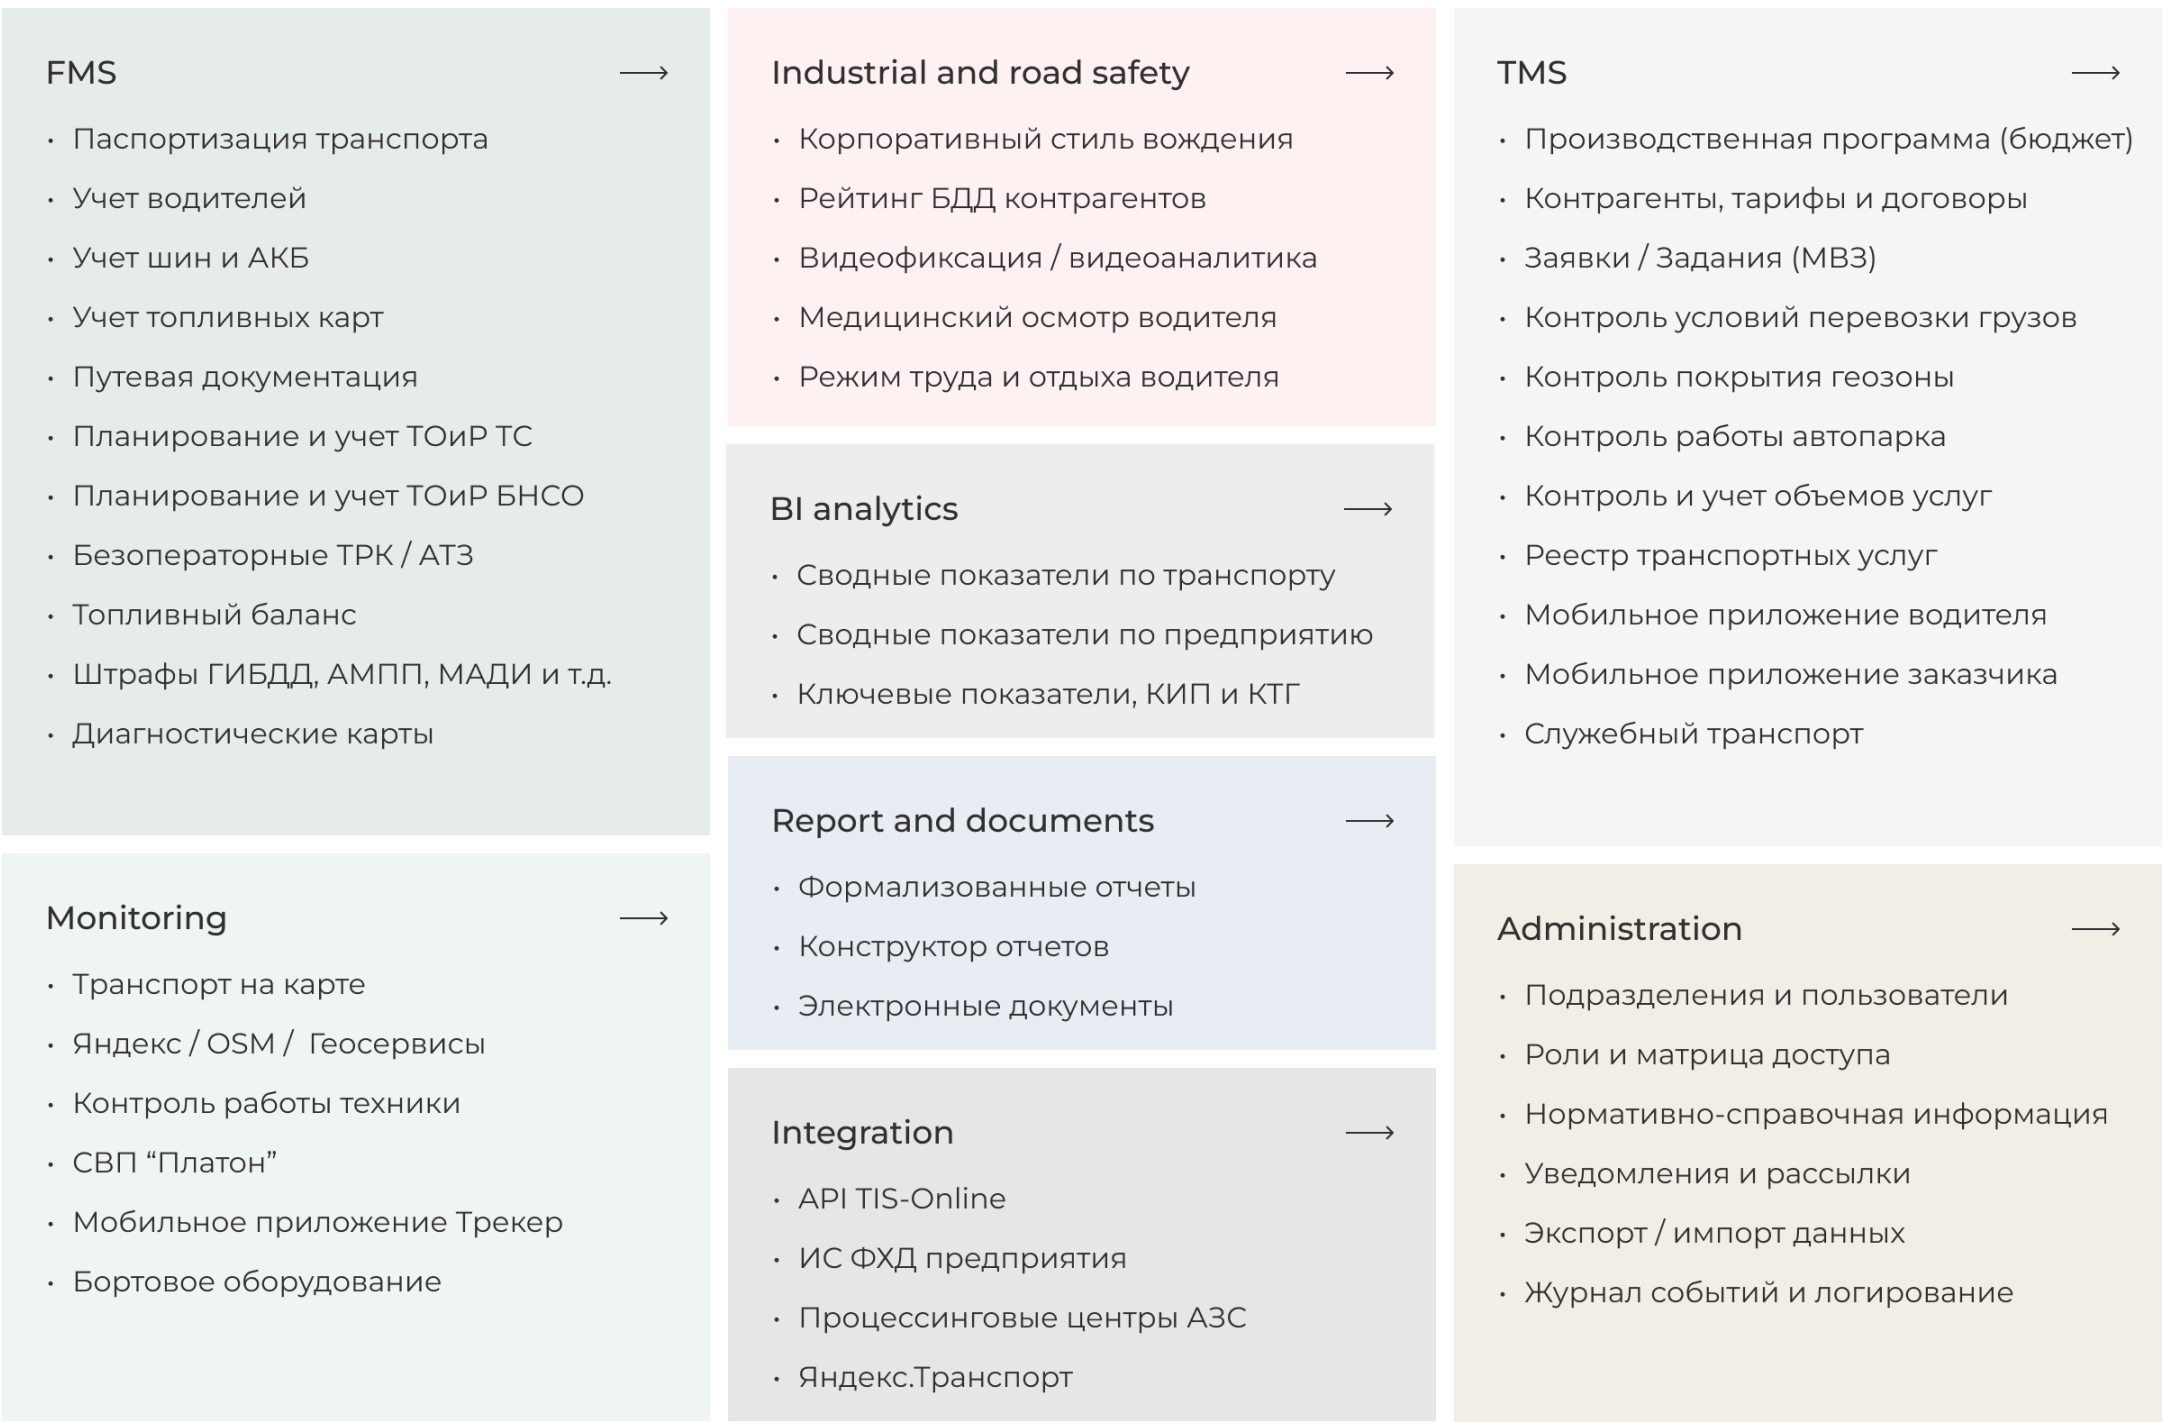 FMS
Паспортизация транспорта
Учет водителей
Учет шин и АКБ
Учет топливных карт
Путевая документация
Планирование и учет ТОиР ТС
Планирование и учет ТОиР БНСО
Безоператорные ТРК / АТЗ
Топливный баланс
Штрафы ГИБДД, АМПП, МАДИ и т.д.
Диагностические карты
Monitoring
Транспорт на карте
Яндекс / OSM / Геосервисы
Контроль работы техники
СВП “Платон”
Мобильное приложение Трекер
Бортовое оборудование
Industrial and road safety
Корпоративный стиль вождения
Рейтинг БДД контрагентов
Видеофиксация / видеоаналитика
Медицинский осмотр водителя
Режим труда и отдыха водителя
BI analytics
Сводные показатели по транспорту
Сводные показатели по предприятию
Ключевые показатели, КИП и КТГ
Report and documents
Формализованные отчеты
Конструктор отчетов
Электронные документы
Integration
API TIS-Online
ИС ФХД предприятия
Процессинговые центры АЗС
Яндекс.Транспорт
TMS
Производственная программа (бюджет)
Контрагенты, тарифы и договоры
Заявки / Задания (МВЗ)
Контроль условий перевозки грузов
Контроль покрытия геозоны
Контроль работы автопарка
Контроль и учет объемов услуг
Реестр транспортных услуг
Мобильное приложение водителя
Мобильное приложение заказчика
Служебный транспорт
Administration
Подразделения и пользователи
Роли и матрица доступа
Нормативно-справочная информация
Уведомления и рассылки
Экспорт / импорт данных
Журнал событий и логирование